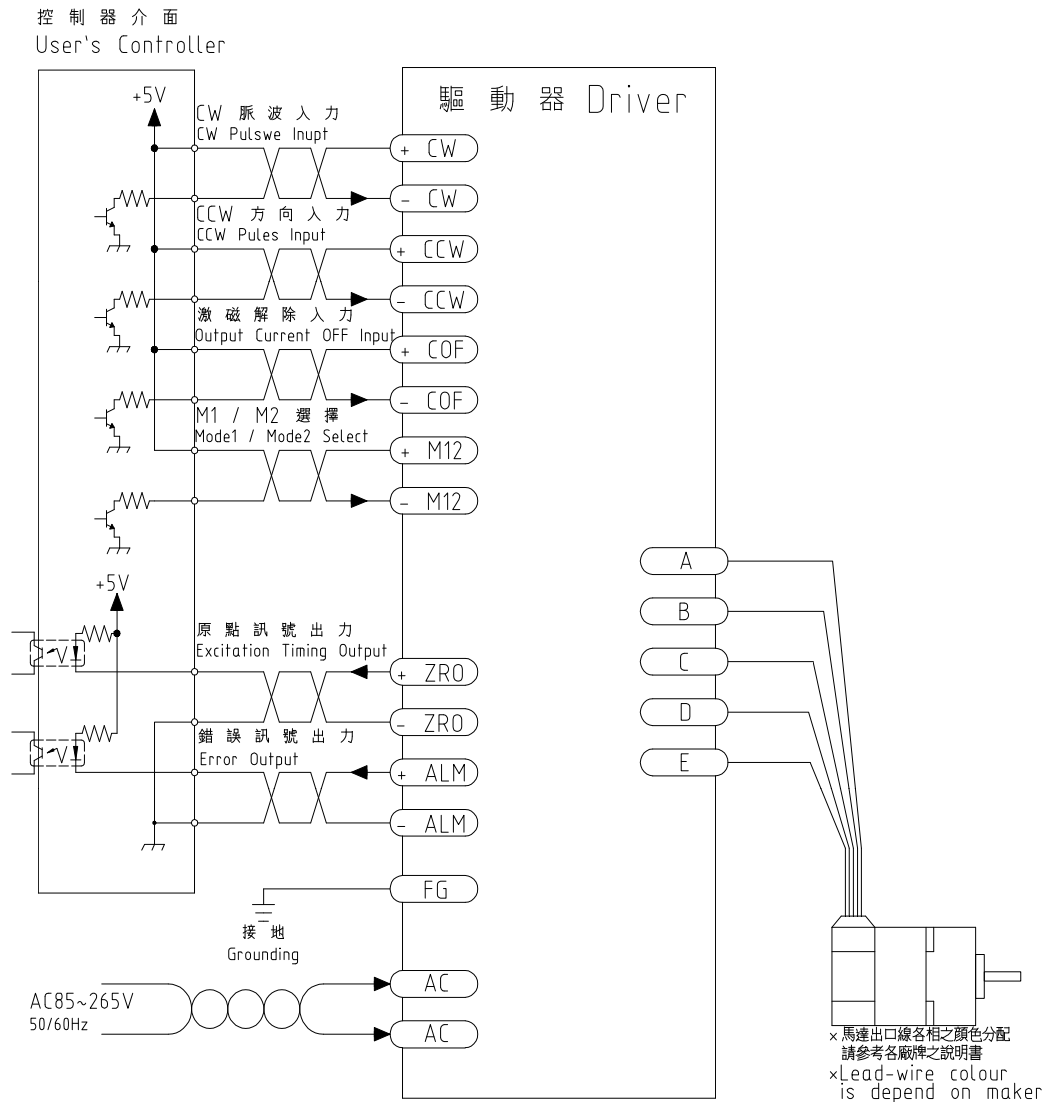 控制器介面
User's Controller
驅動器 Driver
+5V
CW 脈波入力
CW Pulswe Inupt
+ CW
- CW
CCW 方向入力
CCW Pules Input
+ CCW
- CCW
激磁解除入力
Output Current OFF Input
+ COF
- COF
M1 / M2 選擇
Mode1 / Mode2 Select
+ M12
- M12
A
B
C
D
E
+5V
原點訊號出力
Excitation Timing Output
+ ZRO
- ZRO
錯誤訊號出力
Error Output
+ ALM
- ALM
FG
接地
Grounding
AC
AC85~265V
50/60Hz
AC
×馬達出口線各相之顏色分配
請參考各廠牌之說明書
×Lead-wire colour
is depend on maker